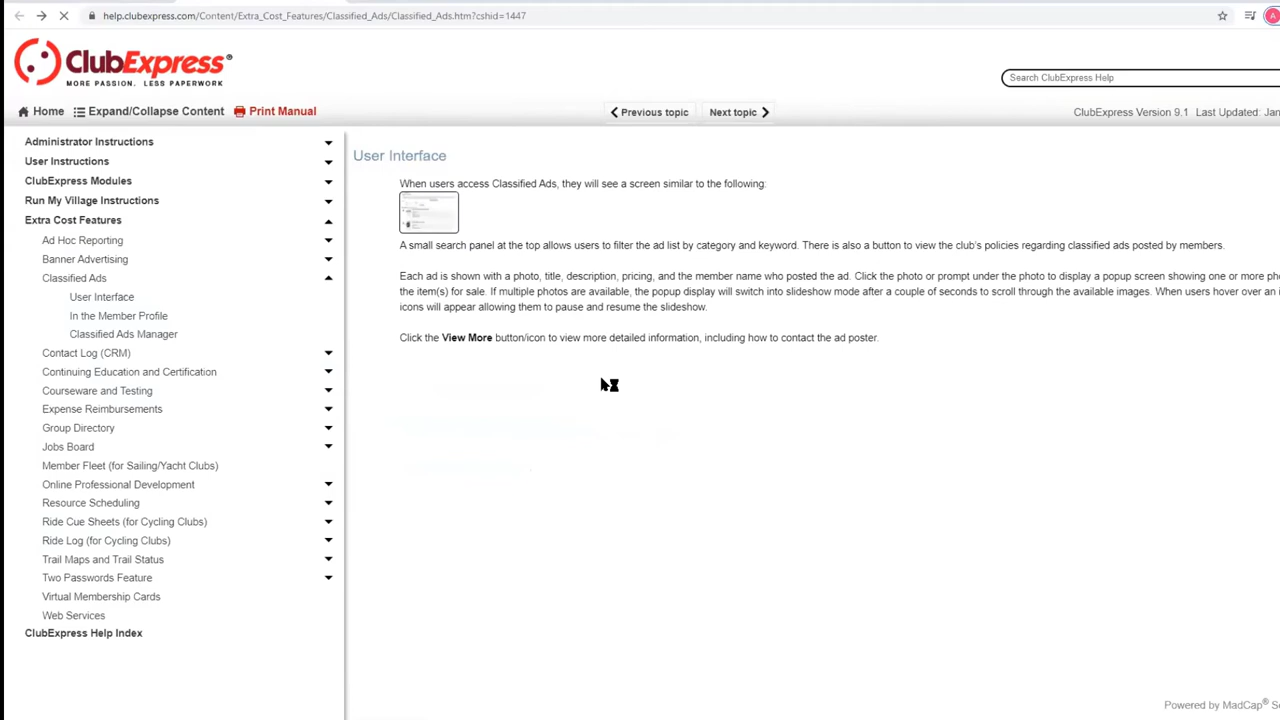 help.clubexpress.com/Content/Extra_Cost_Features/Classified_Ads/Classified_Ads.htm?cshid=1447
A
ClubExpress®
MORE PASSION. LESS PAPERWORK
Search ClubExpress Help
Home Expand/Collapse Content Print Manual
Previous topic Next topic
ClubExpress Version 9.1 Last Updated: Jan
Administrator Instructions
User Instructions
ClubExpress Modules
Run My Village Instructions
Extra Cost Features
Ad Hoc Reporting
Banner Advertising
Classified Ads
User Interface
In the Member Profile
Classified Ads Manager
Contact Log (CRM)
Continuing Education and Certification
Courseware and Testing
Expense Reimbursements
Group Directory
Jobs Board
Member Fleet (for Sailing/Yacht Clubs)
Online Professional Development
Resource Scheduling
Ride Cue Sheets (for Cycling Clubs)
Ride Log (for Cycling Clubs)
Trail Maps and Trail Status
Two Passwords Feature
Virtual Membership Cards
Web Services
ClubExpress Help Index
User Interface
When users access Classified Ads, they will see a screen similar to the following:
A small search panel at the top allows users to filter the ad list by category and keyword. There is also a button to view the club's policies regarding classified ads posted by members.
Each ad is shown with a photo, title, description, pricing, and the member name who posted the ad. Click the photo or prompt under the photo to display a popup screen showing one or more pho
the item(s) for sale. If multiple photos are available, the popup display will switch into slideshow mode after a couple of seconds to scroll through the available images. When users hover over an i
icons will appear allowing them to pause and resume the slideshow.
Click the View More button/icon to view more detailed information, including how to contact the ad poster.
Powered by MadCap® S